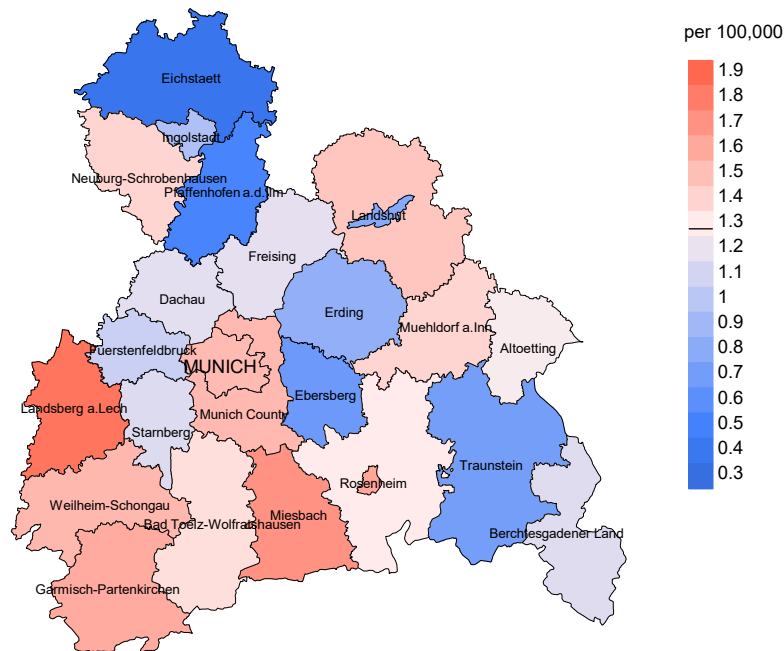 per 100,000
1.9
1.8
1.7
1.6
1.5
1.4
1.3
1.2
1.1
1
0.9
0.8
0.7
0.6
0.5
0.4
0.3
Eichstaett
Ingolstadt
Neuburg-Schrobenhausen
Pfaffenhofen a.d.Ilm
Landshut
Freising
Dachau
Erding
Muehldorf a.Inn
Altoetting
Fuerstenfeldbruck
MUNICH
Ebersberg
Landsberg a.Lech
Munich County
Starnberg
Traunstein
Rosenheim
Weilheim-Schongau
Miesbach
Bad Toelz-Wolfratshausen
Berchtesgadener Land
Garmisch-Partenkirchen